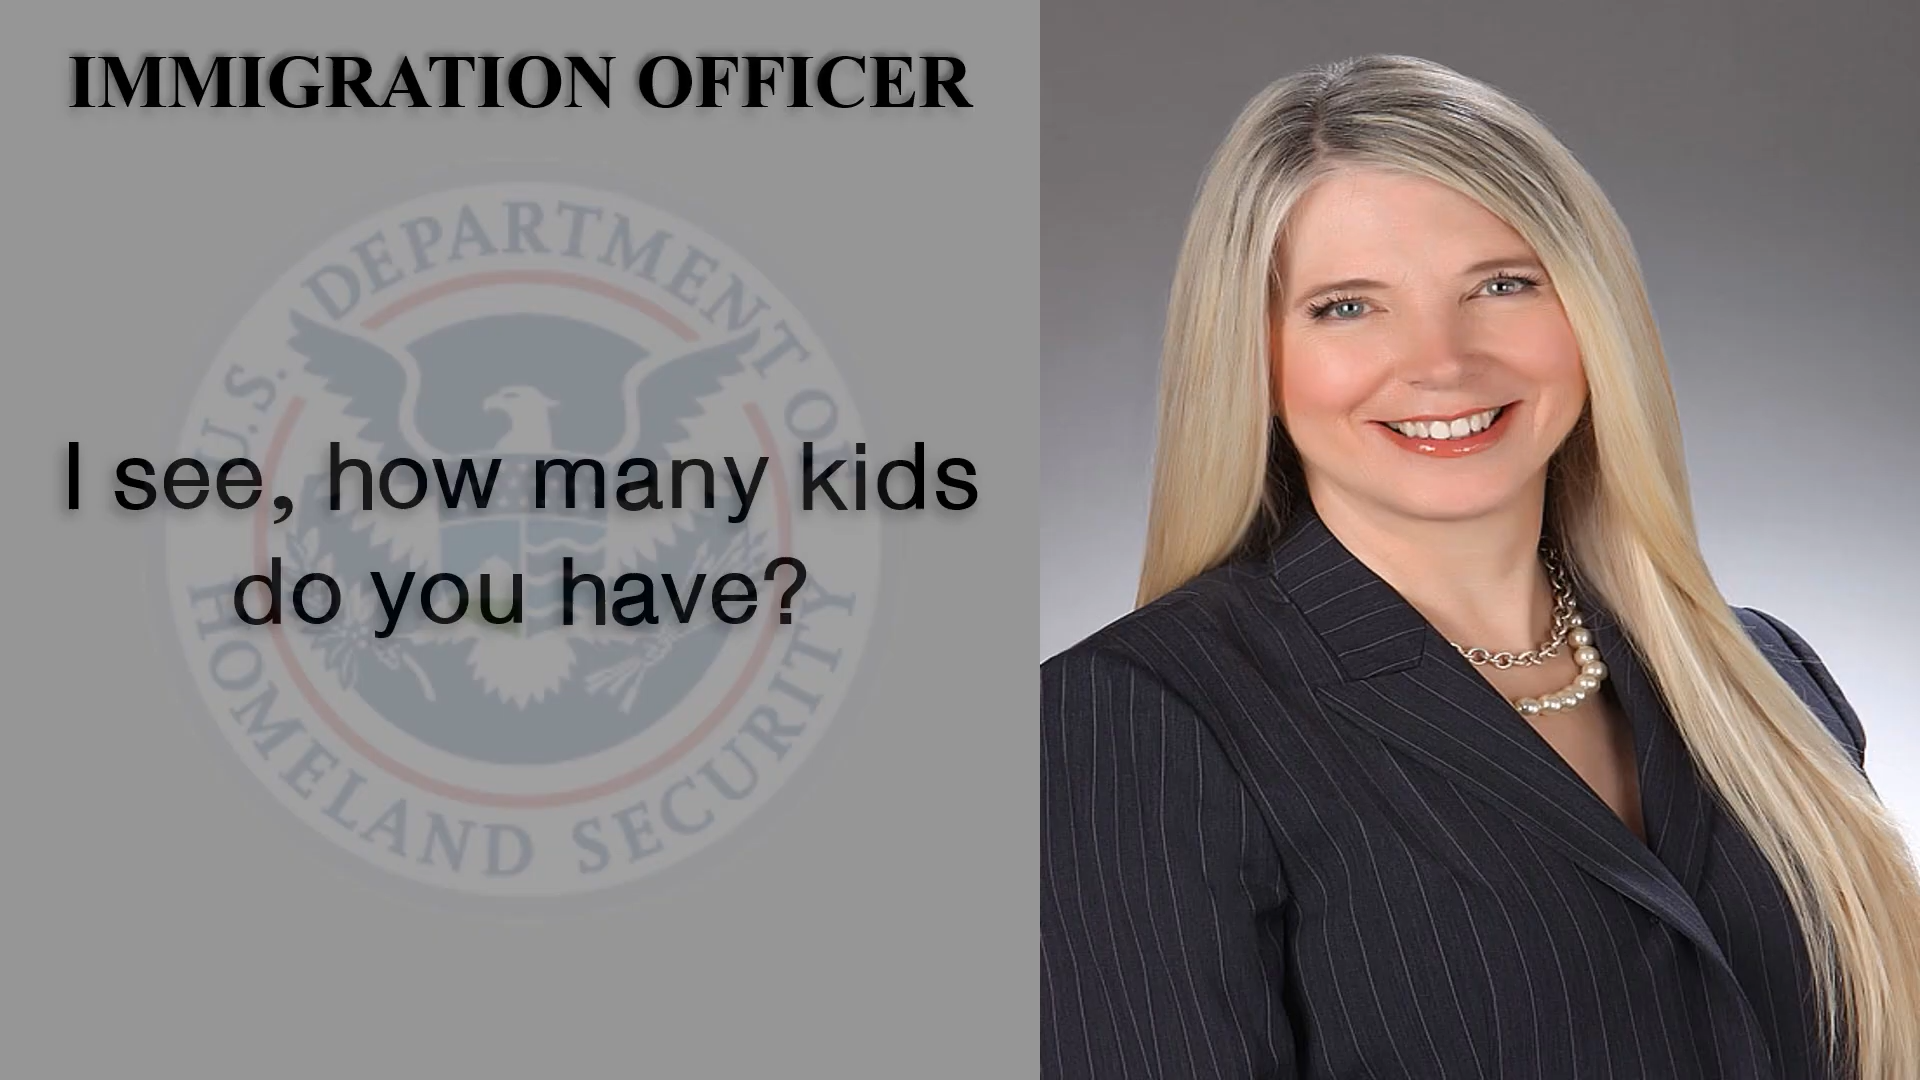 IMMIGRATION OFFICER
U.S. DEPARTMENT OF
I see, how many kids
do you have?
HOMELAND SECURITY